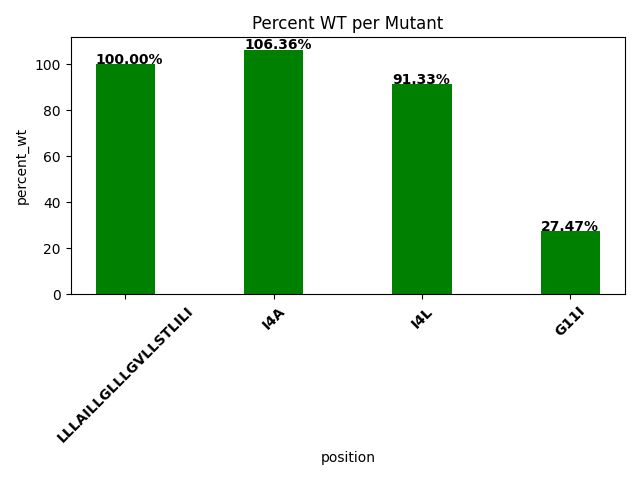 Percent WT per Mutant
100.00%
106.36%
91.33%
27.47%
percent_wt
100
80
60
40
20
0
LLLAILLGLLLGVLLSTLILI
I4A
I4L
G11I
position